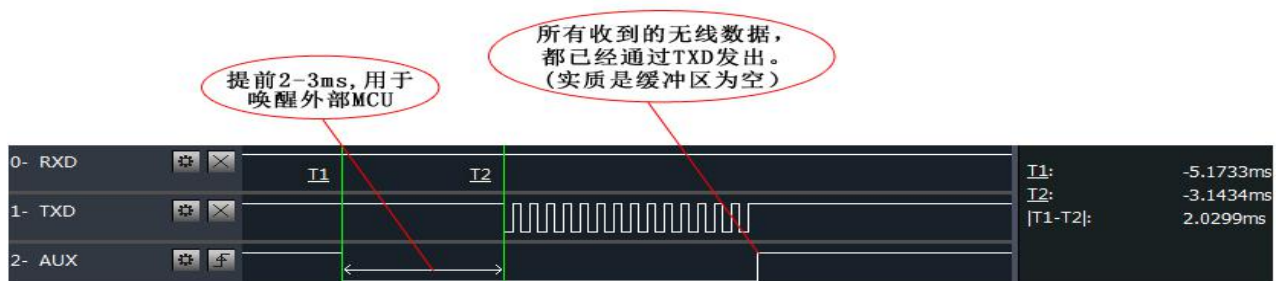 所有收到的无线数据，
都已经通过TXD发出。
(实质是缓冲区为空)
提前2-3ms,用于
唤醒外部MCU
0- RXD
T1
T2
T1: -5.1733ms
T2: -3.1434ms
|T1-T2|: 2.0299ms
1- TXD
2- AUX